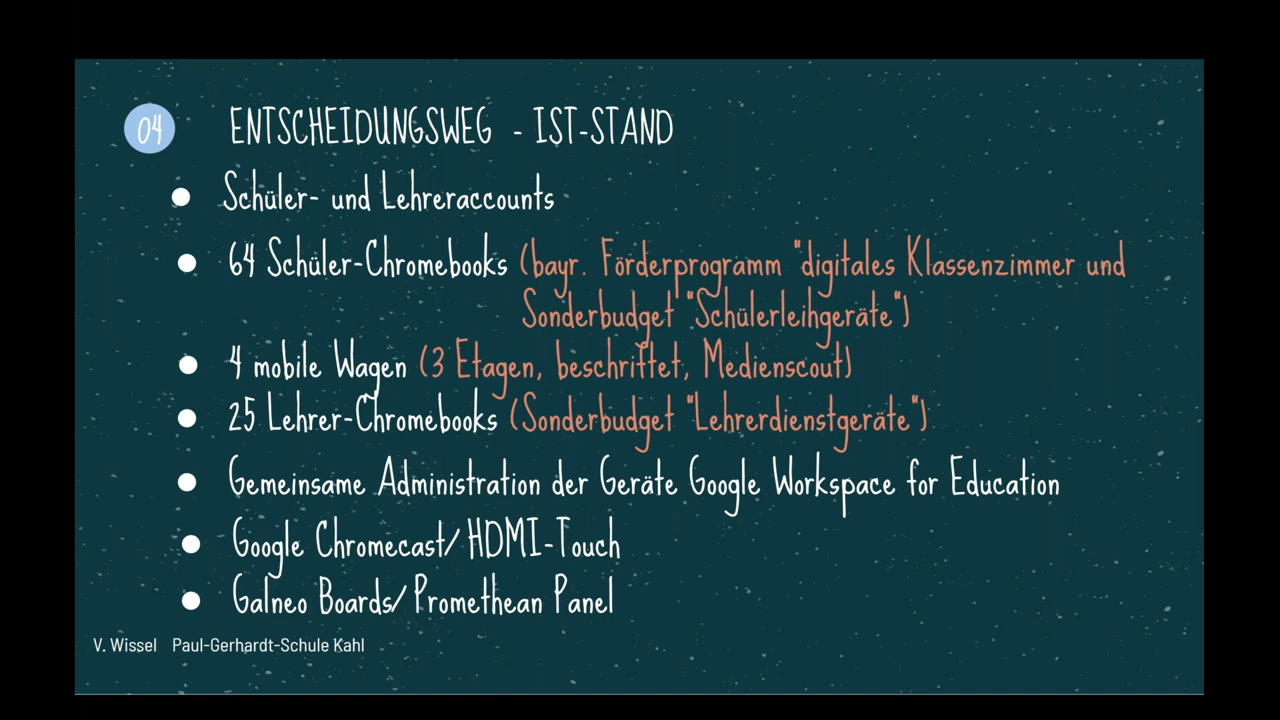 04 ENTSCHEIDUNGSWEG - IST-STAND
Schüler- und Lehreraccounts
64 Schüler-Chromebooks (bayr. Förderprogramm "digitales Klassenzimmer und
Sonderbudget "Schülerleihgeräte")
4 mobile Wagen (3 Etagen, beschriftet, Medienscout)
25 Lehrer-Chromebooks (Sonderbudget "Lehrerdienstgeräte")
Gemeinsame Administration der Geräte Google Workspace for Education
Google Chromecast/ HDMI-Touch
Galneo Boards/ Promethean Panel
V. Wissel Paul-Gerhardt-Schule Kahl